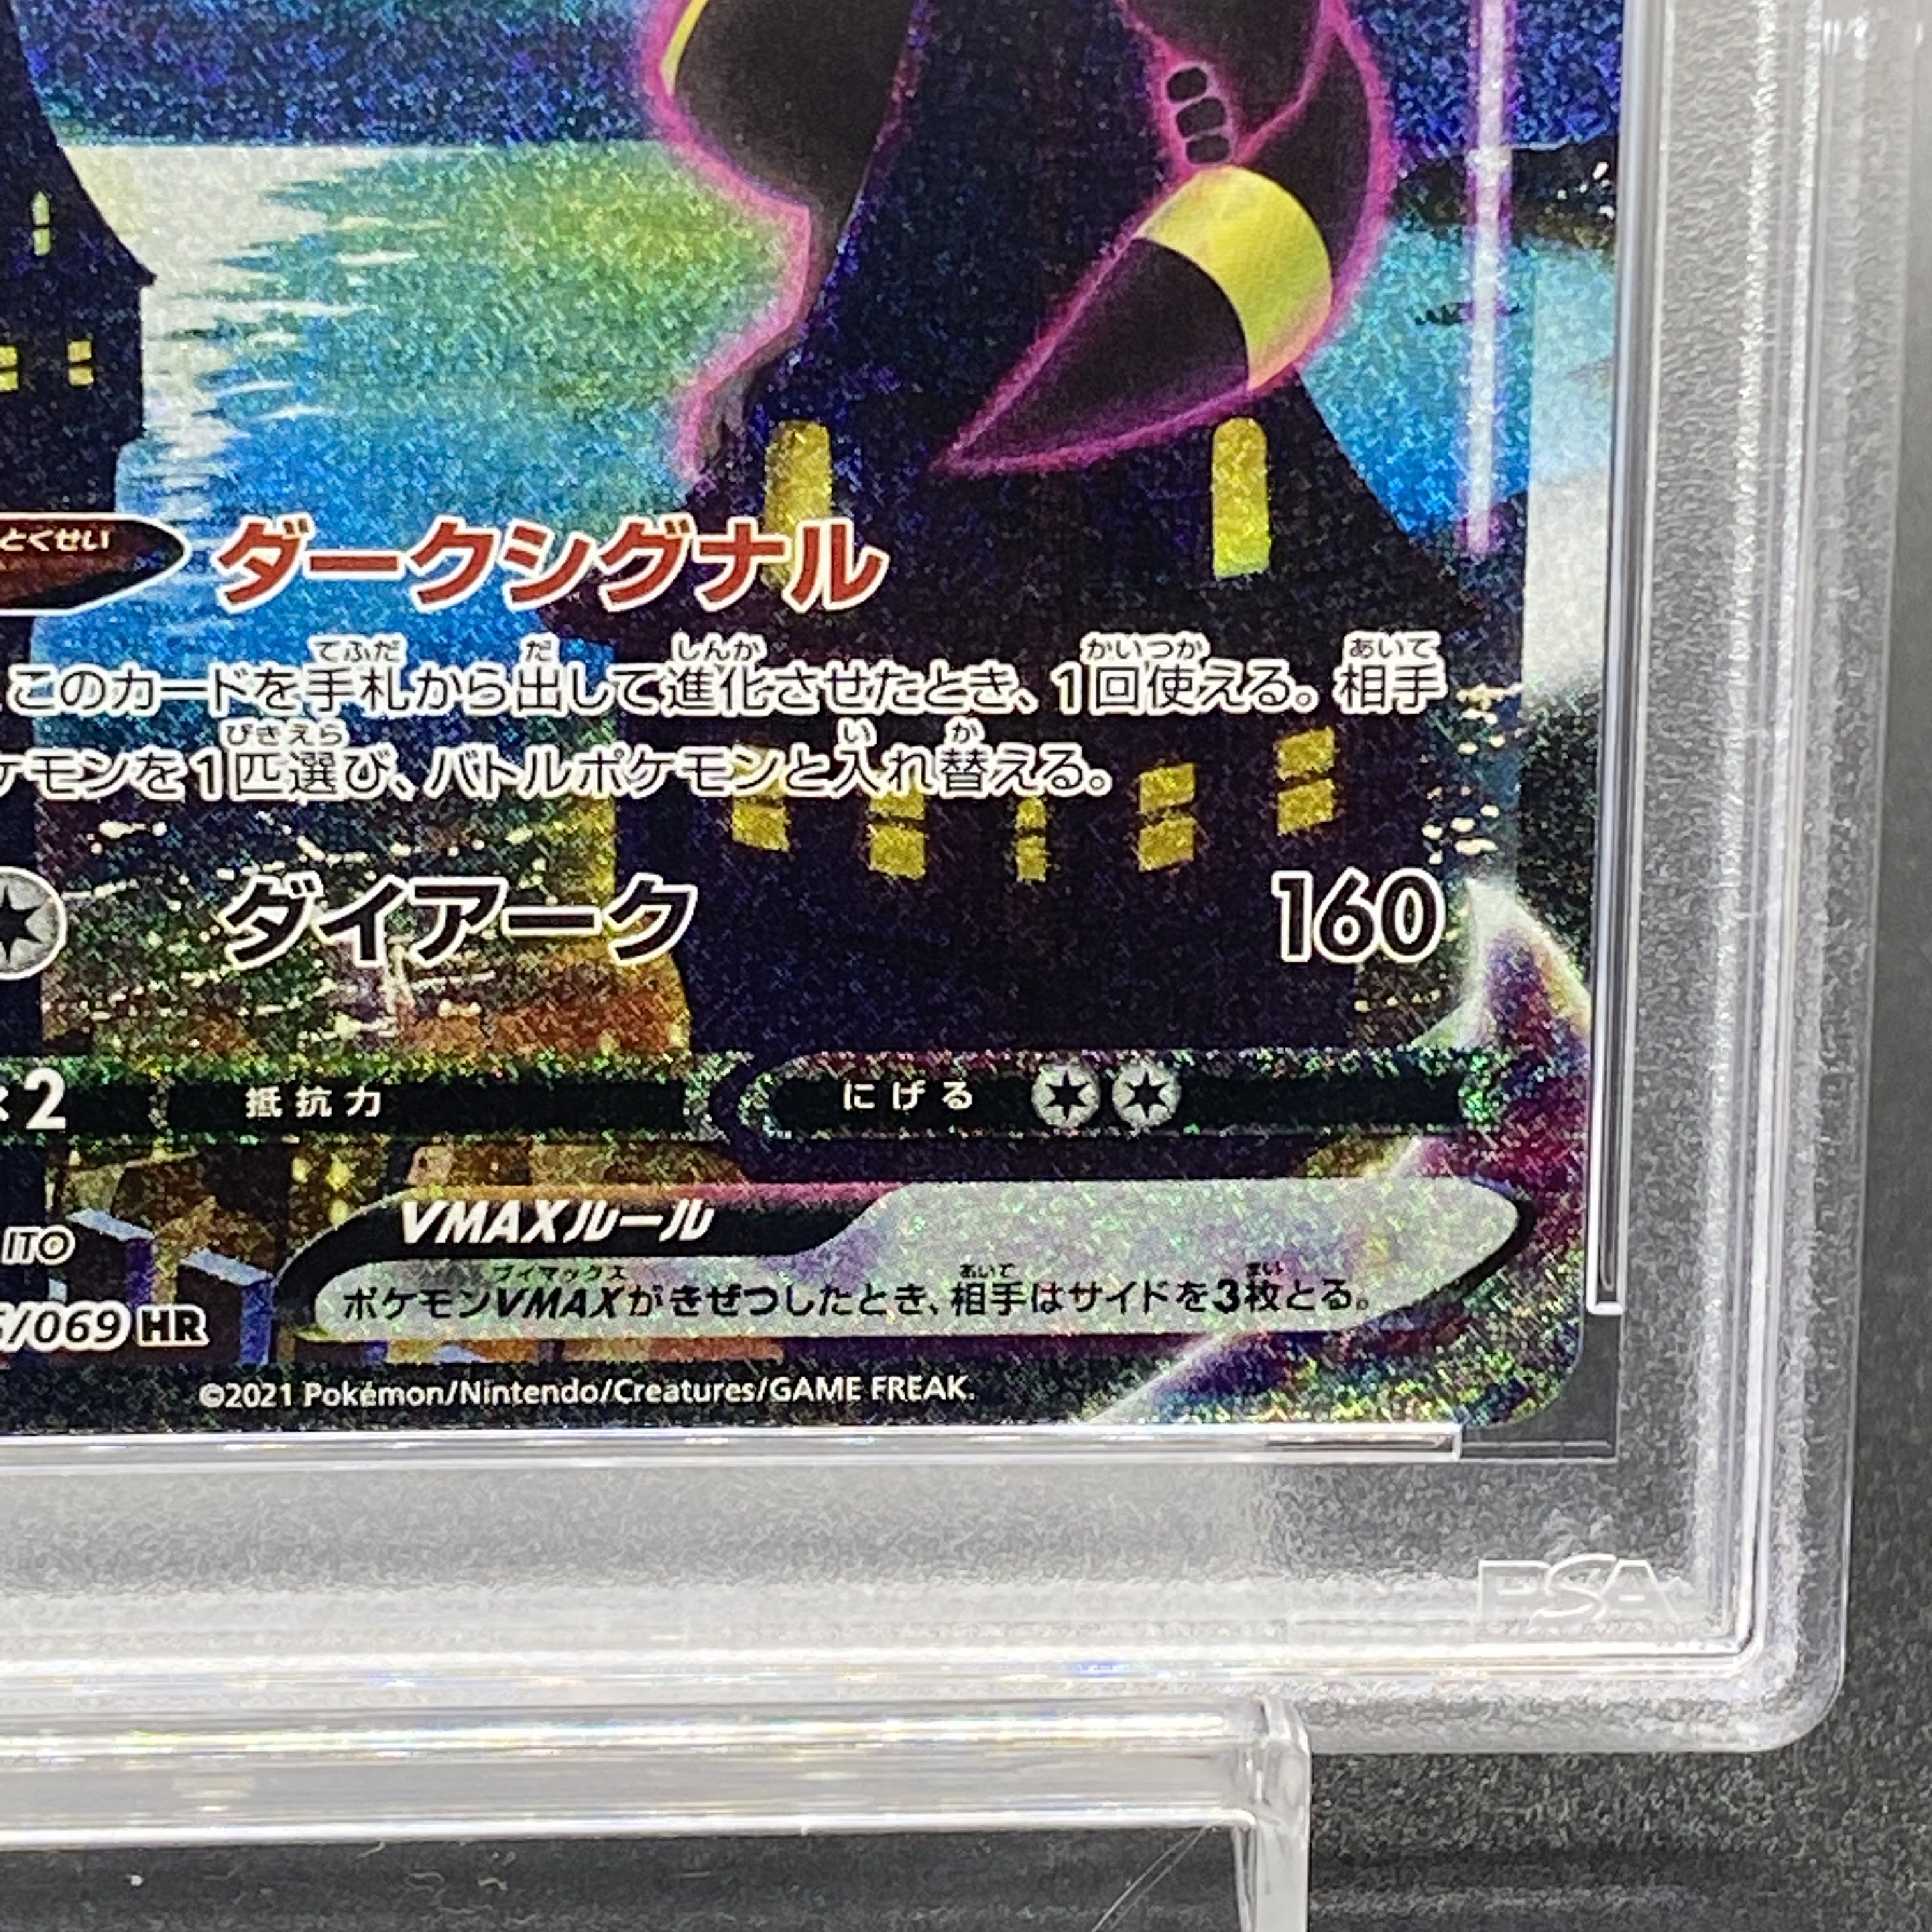 とくせい ダークシグナル
このカードを手札から出して進化させたとき、1回使える。相手
ケモンを1匹選び、バトルポケモンと入れ替える。
ダイアーク 160
×2 抵抗力 にげる
ITO
VMAXルール
ポケモンVMAXがきぜつしたとき、相手はサイドを3枚とる。
/069 HR
©2021 Pokémon/Nintendo/Creatures/GAME FREAK.
PSA